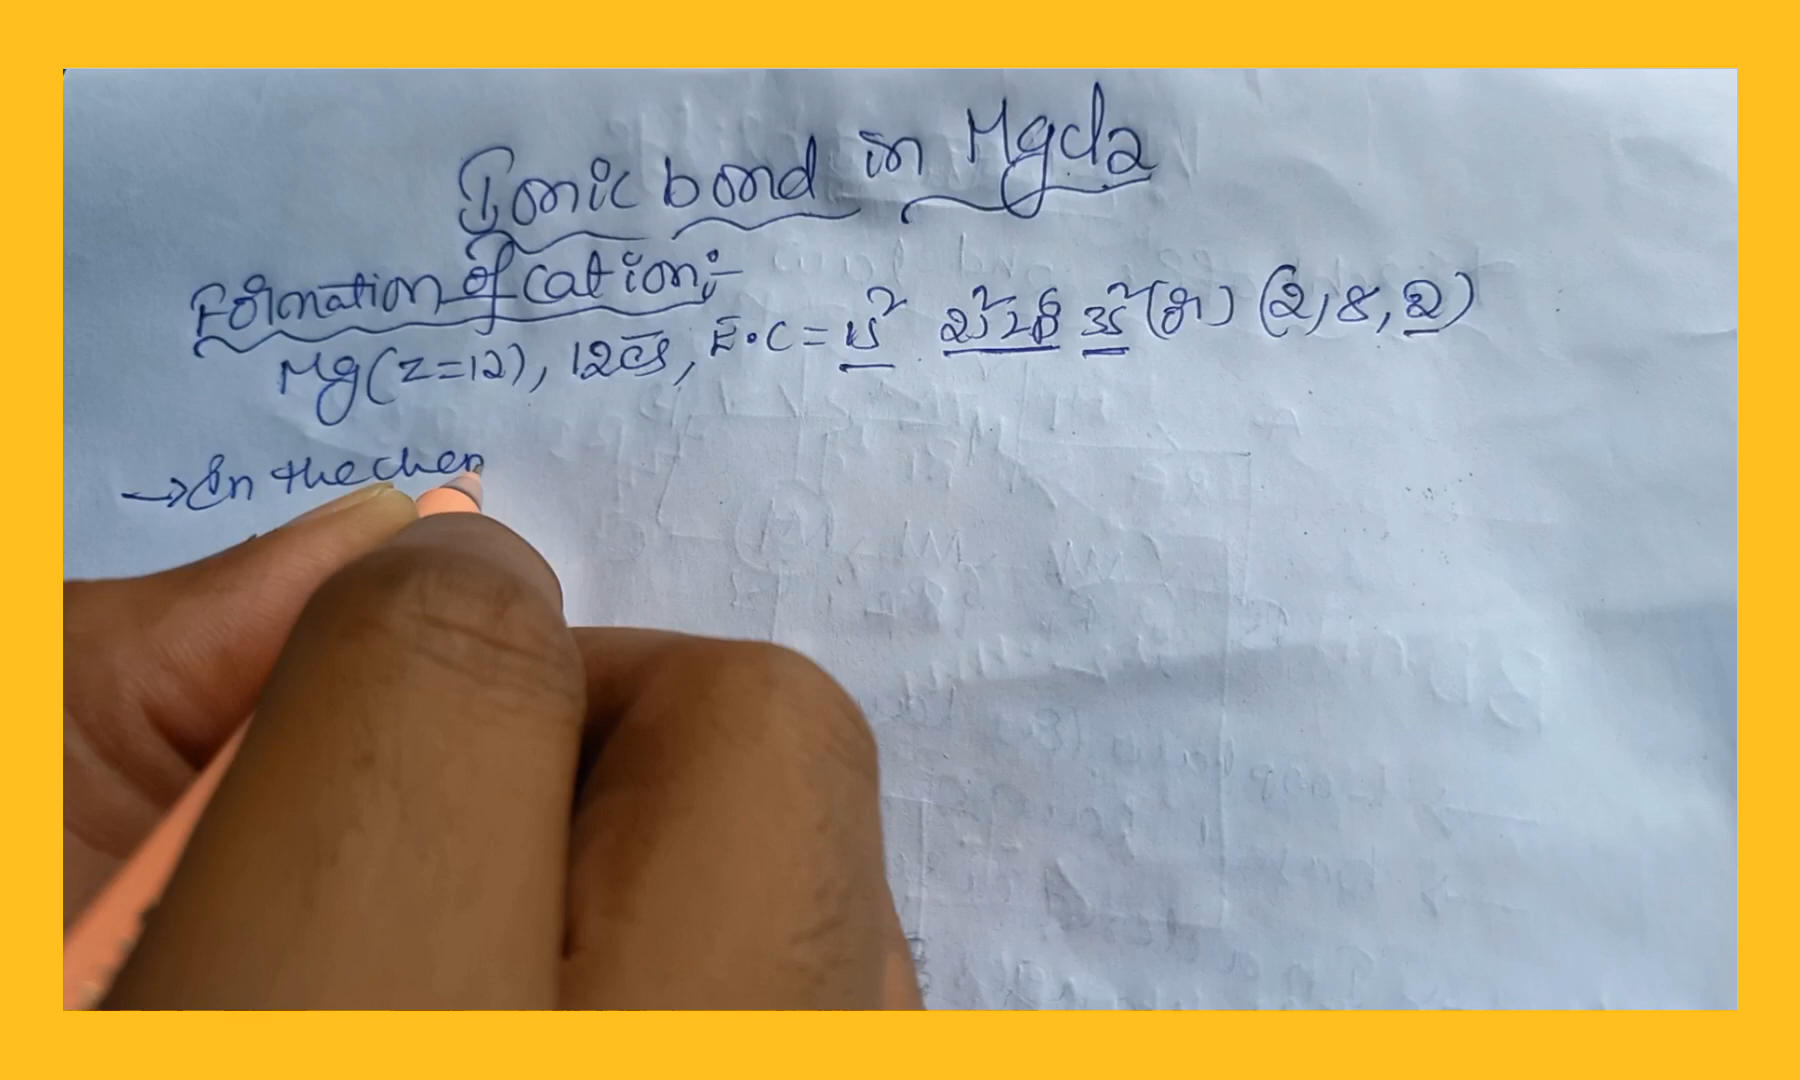 Ionic bond in Mgcl2
Formation of cation:-
Mg(Z=12), 12e̅s, E.C = 1s² 2s² 2p⁶ 3s² (or) (2,8,2)
→ In the chem